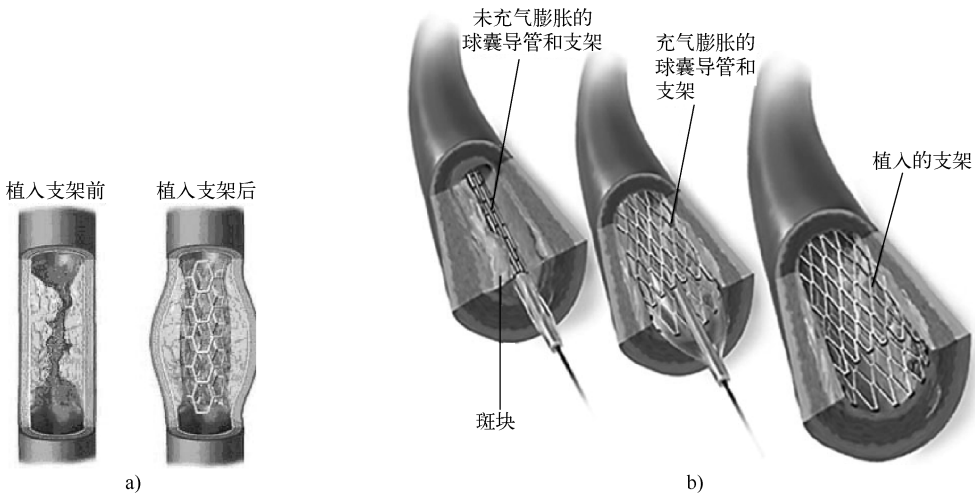 植入支架前
植入支架后
a)
未充气膨胀的
球囊导管和支架
充气膨胀的
球囊导管和
支架
植入的支架
斑块
b)